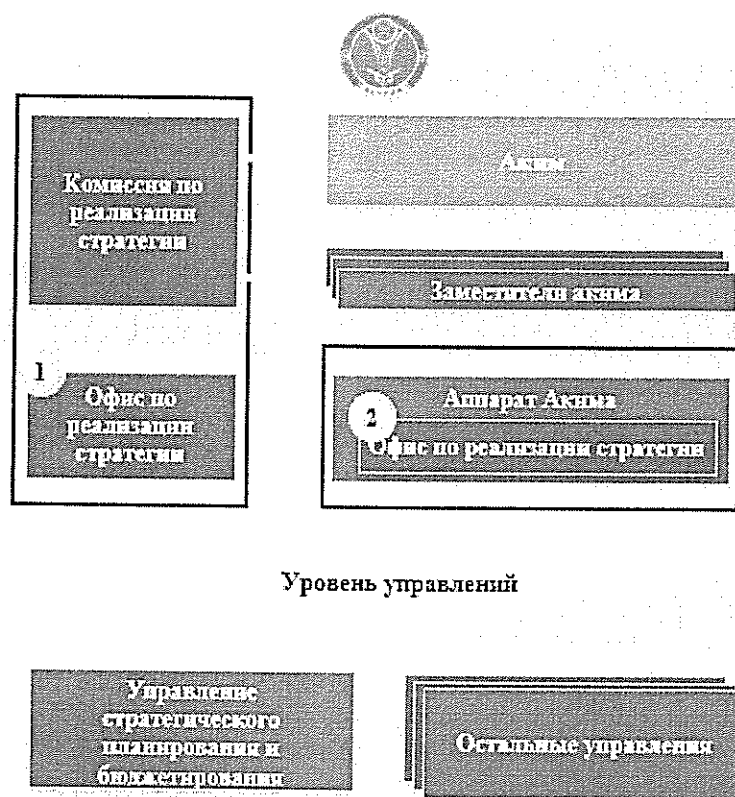 Комиссия по
реализации
стратегии
Аким
Заместители акима
1
Офис по
реализации
стратегии
Аппарат Акима
2
Офис по реализации стратегии
Уровень управлений
Управление
стратегического
планирования и
бюджетирования
Остальные управления